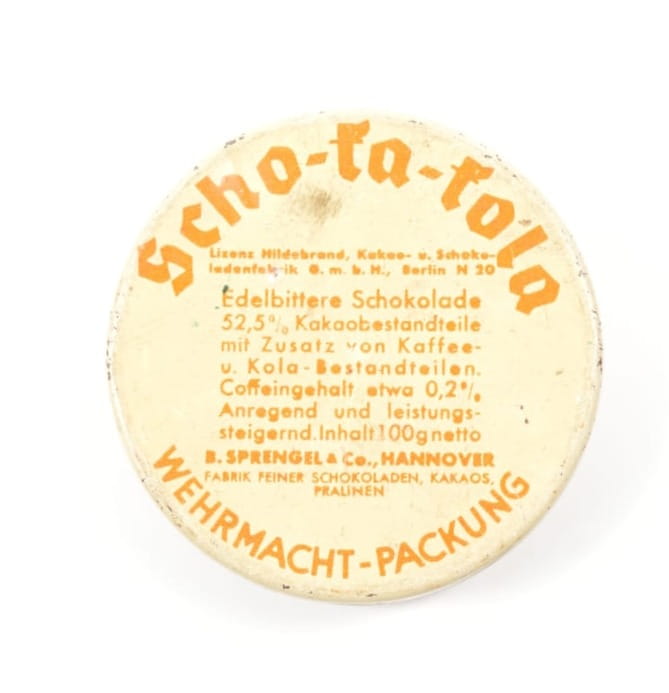 Scho-ka-kola
Lizenz Hildebrand, Kakao- u. Schoko-
ladenfabrik G. m. b. H., Berlin N 20
Edelbittere Schokolade
52,5% Kakaobestandteile
mit Zusatz von Kaffee-
u. Kola-Bestandteilen.
Coffeingehalt etwa 0,2%.
Anregend und leistungs-
steigernd. Inhalt 100g netto
B. SPRENGEL & Co., HANNOVER
FABRIK FEINER SCHOKOLADEN, KAKAOS,
PRALINEN
WEHRMACHT-PACKUNG